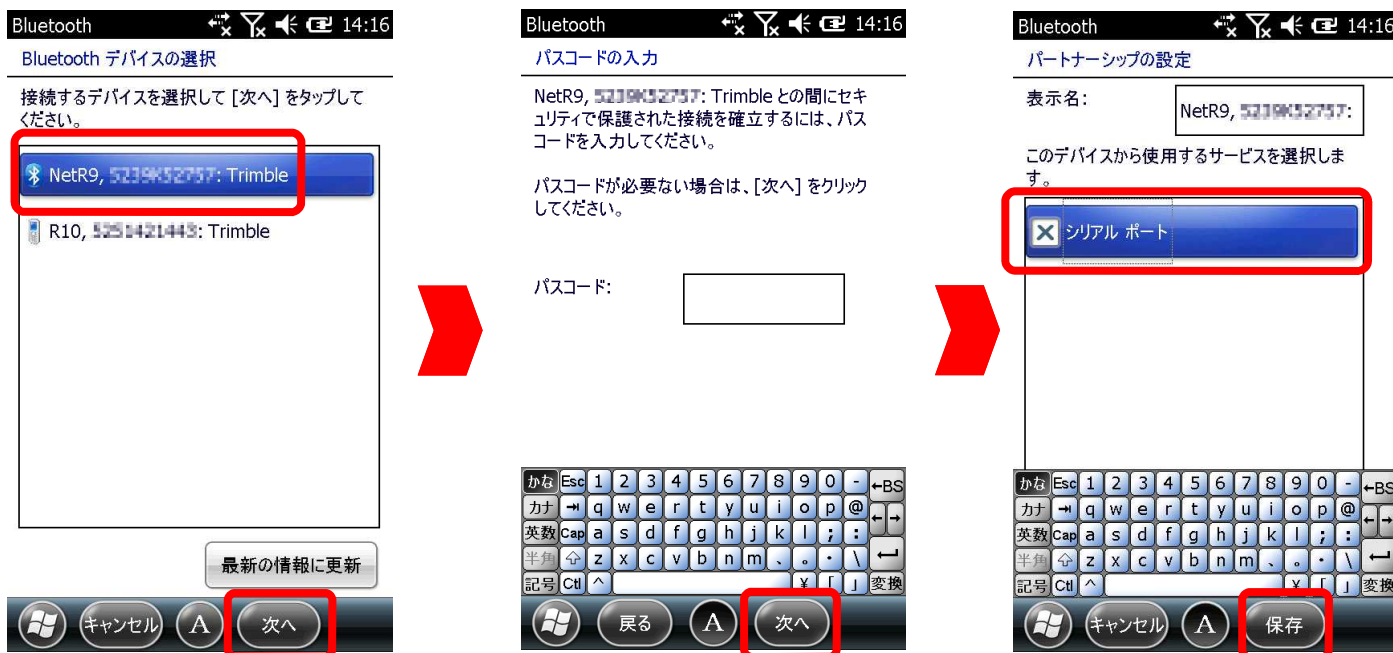 Bluetooth 14:16
Bluetooth デバイスの選択
接続するデバイスを選択して [次へ] をタップして
ください。
NetR9, : Trimble
R10, : Trimble
最新の情報に更新
キャンセル A 次へ
Bluetooth 14:16
パスコードの入力
NetR9, : Trimble との間にセキ
ュリティで保護された接続を確立するには、パス
コードを入力してください。
パスコードが必要ない場合は、[次へ] をクリック
してください。
パスコード:
かな Esc 1 2 3 4 5 6 7 8 9 0 - ←BS
カナ q w e r t y u i o p @ ← →
英数 Cap a s d f g h j k l ; :
半角 z x c v b n m 、 。 ・ \
記号 Ctl ^ ¥ 「 」 変換
戻る A 次へ
Bluetooth 14:16
パートナーシップの設定
表示名:
NetR9, :
このデバイスから使用するサービスを選択しま
す。
シリアル ポート
かな Esc 1 2 3 4 5 6 7 8 9 0 - ←BS
カナ q w e r t y u i o p @ ← →
英数 Cap a s d f g h j k l ; :
半角 z x c v b n m 、 。 ・ \
記号 Ctl ^ ¥ 「 」 変換
キャンセル A 保存